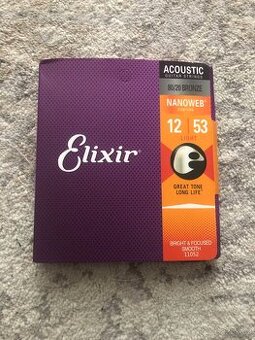 ACOUSTIC
GUITAR STRINGS
80/20 BRONZE
NANOWEB
12 | 53
LIGHT
Elixir
GREAT TONE
LONG LIFE
BRIGHT & FOCUSED
SMOOTH
11052